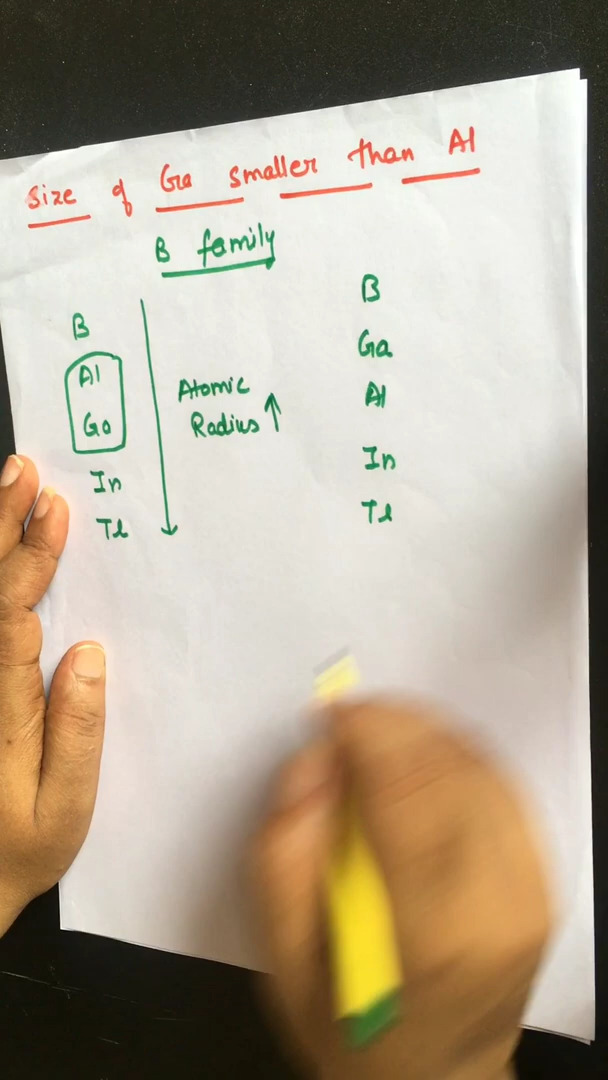 Size of Ga smaller than Al
B family
B
Al
Ga
In
Tl
Atomic
Radius ↑
B
Ga
Al
In
Tl